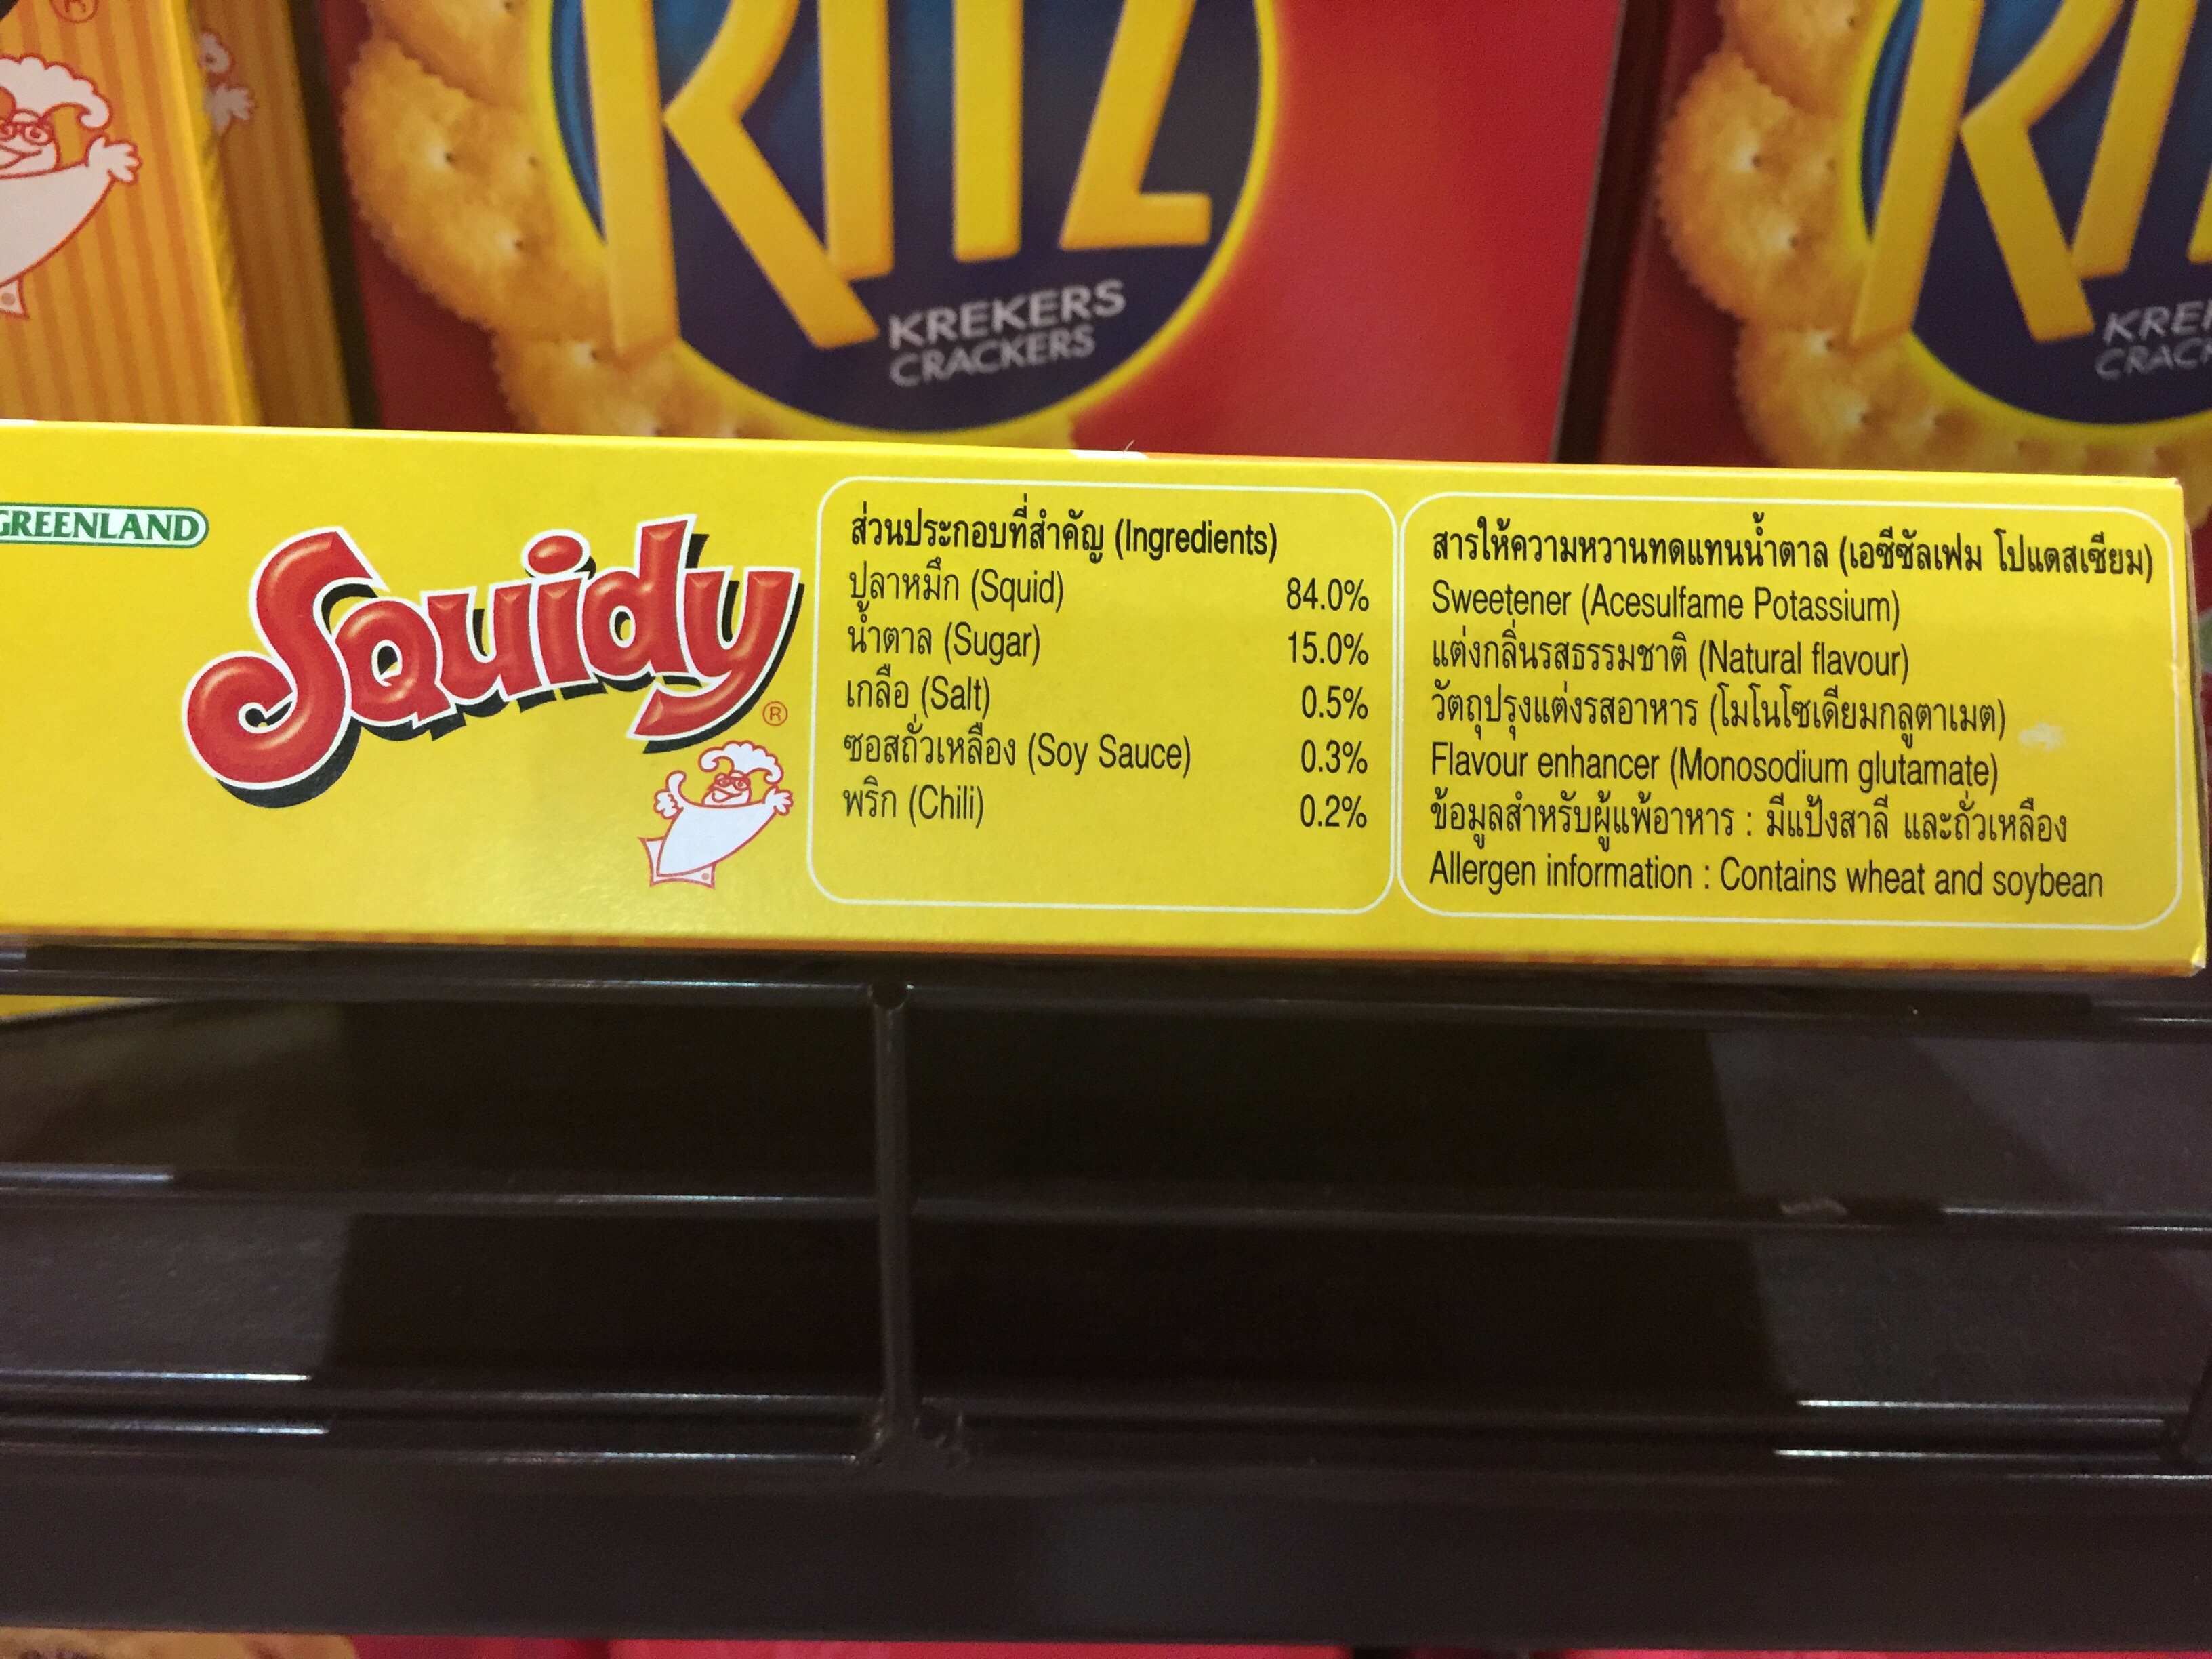 RITZ
KREKERS
CRACKERS
GREENLAND
Squidy
®
ส่วนประกอบที่สำคัญ (Ingredients)
ปลาหมึก (Squid) 84.0%
น้ำตาล (Sugar) 15.0%
เกลือ (Salt) 0.5%
ซอสถั่วเหลือง (Soy Sauce) 0.3%
พริก (Chili) 0.2%
สารให้ความหวานทดแทนน้ำตาล (เอซีซัลเฟม โปแตสเซียม)
Sweetener (Acesulfame Potassium)
แต่งกลิ่นรสธรรมชาติ (Natural flavour)
วัตถุปรุงแต่งรสอาหาร (โมโนโซเดียมกลูตาเมต)
Flavour enhancer (Monosodium glutamate)
ข้อมูลสำหรับผู้แพ้อาหาร : มีแป้งสาลี และถั่วเหลือง
Allergen information : Contains wheat and soybean